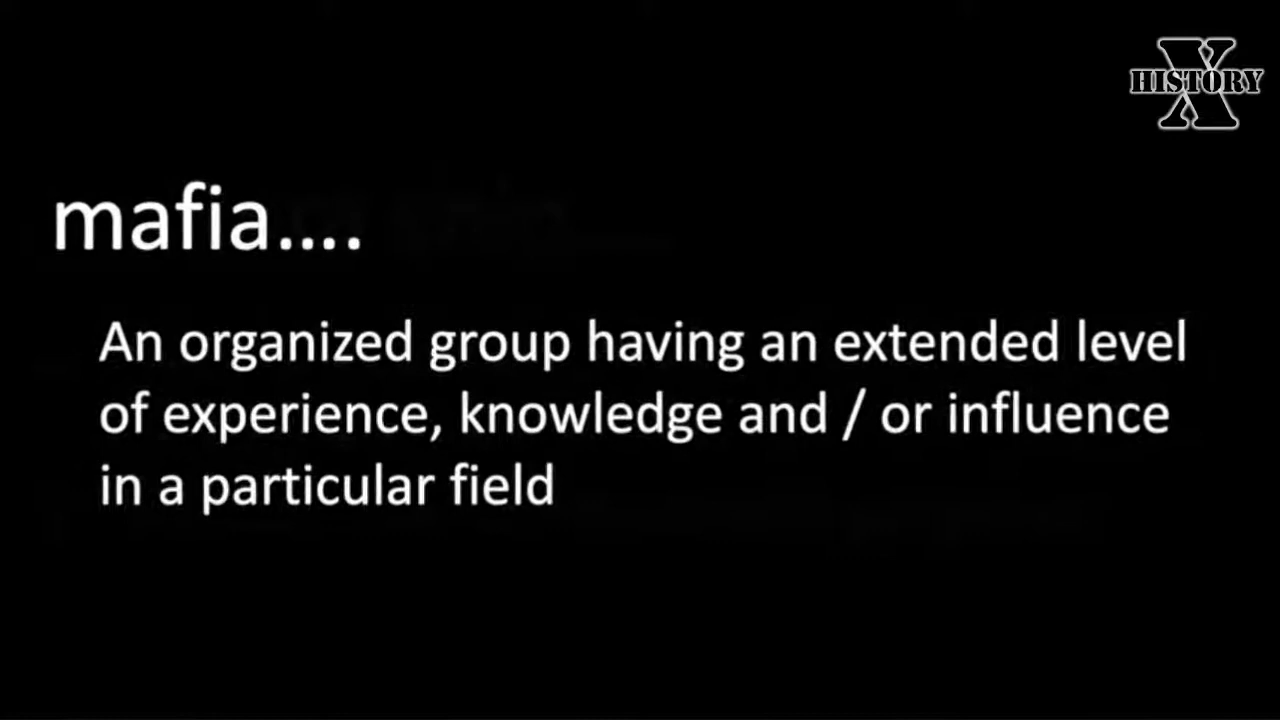 X
HISTORY
mafia....
An organized group having an extended level
of experience, knowledge and / or influence
in a particular field